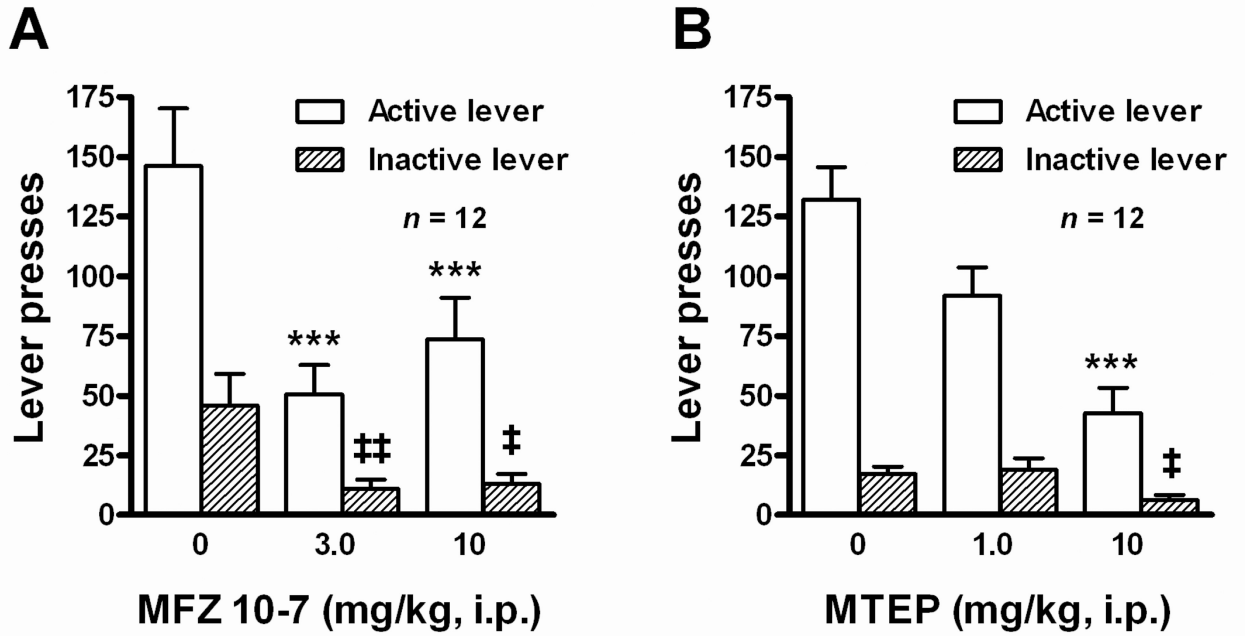 A
Lever presses
175
150
125
100
75
50
25
0
Active lever
Inactive lever
n = 12
***
***
‡‡
‡
0
3.0
10
MFZ 10-7 (mg/kg, i.p.)
B
Lever presses
175
150
125
100
75
50
25
0
Active lever
Inactive lever
n = 12
***
‡
0
1.0
10
MTEP (mg/kg, i.p.)